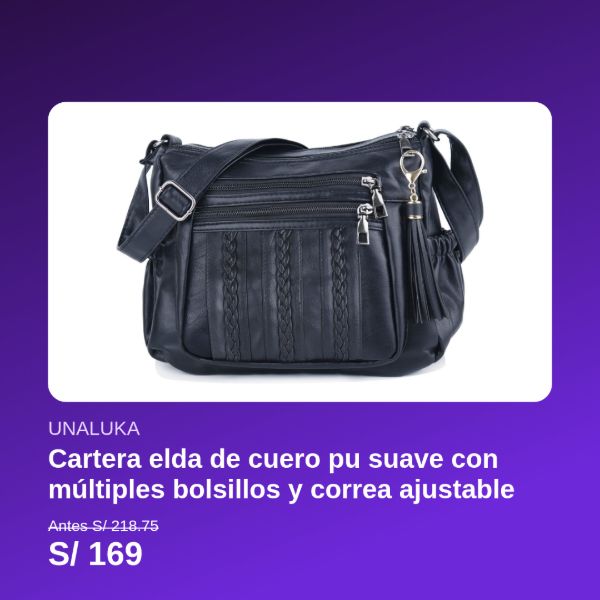 UNALUKA
Cartera elda de cuero pu suave con
múltiples bolsillos y correa ajustable
Antes S/ 218.75
S/ 169